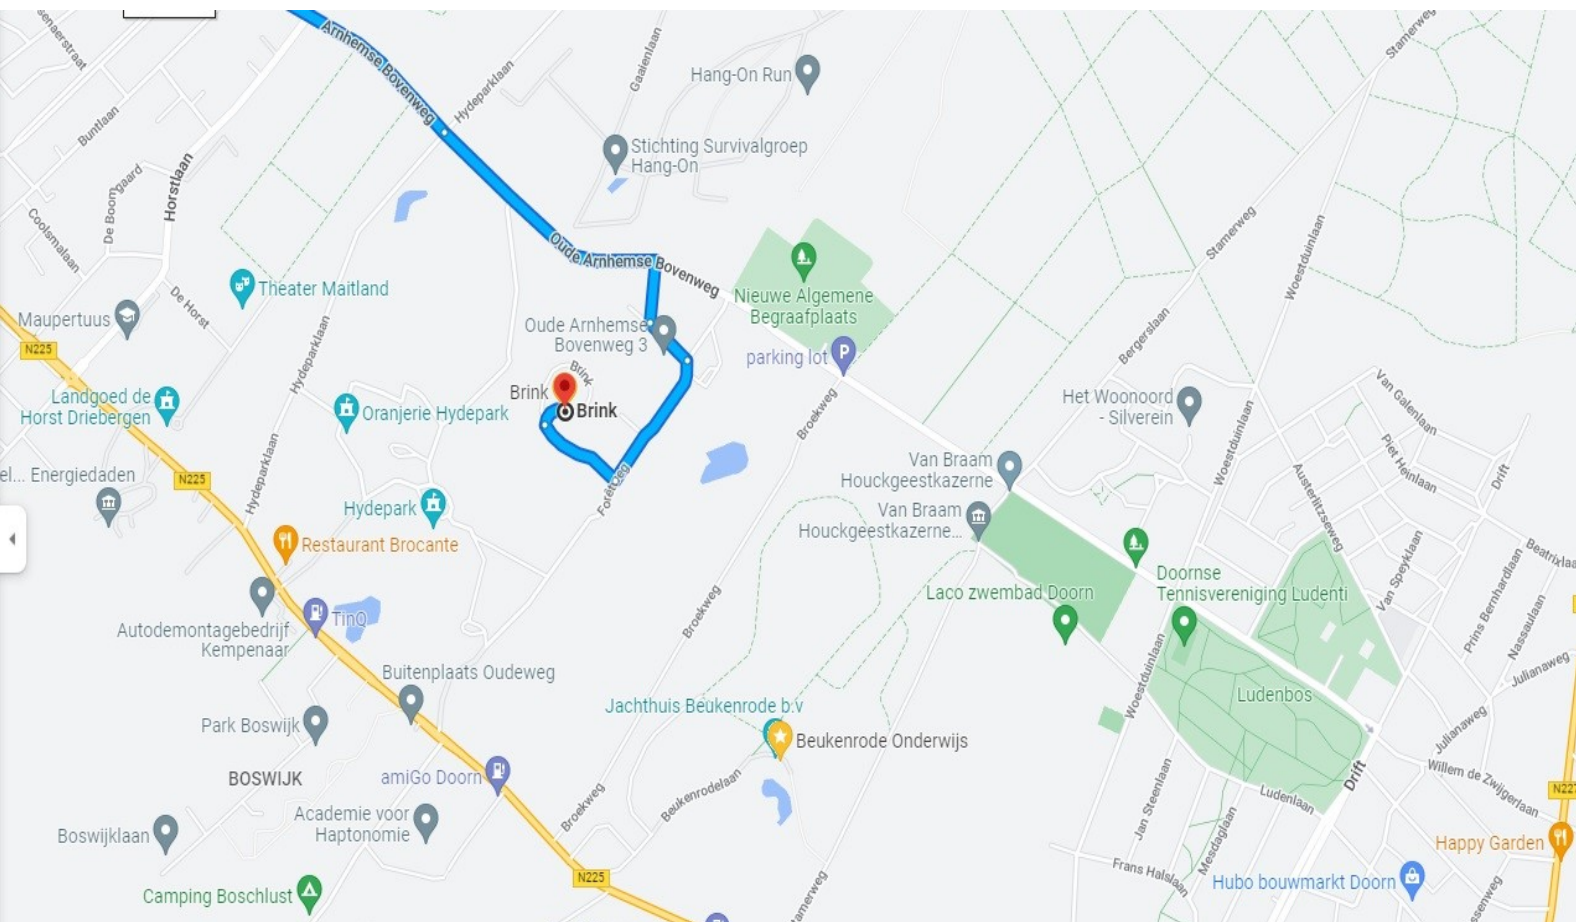 Arnhemse Bovenweg
Hydeparklaan
Gaaienlaan
Hang-On Run
Stamerweg
Buntlaan
Stichting Survivalgroep
Hang-On
De Boomgaard
Horstlaan
Coolsmalaan
Stamerweg
Woestduinlaan
Oude Arnhemse Bovenweg
Theater Maitland
De Horst
Maupertuus
Nieuwe Algemene
Begraafplaats
Oude Arnhemse
Bovenweg 3
Hydeparklaan
Bergerslaan
N225
parking lot
P
Brink
Brink
Brink
Landgoed de
Horst Driebergen
Oranjerie Hydepark
Het Woonoord
- Silverein
Van Galenlaan
Broekweg
Piet Heinlaan
Woestduinlaan
Hydeparklaan
Van Braam
Houckgeestkazerne
Drift
el... Energiedaden
N225
Hydepark
Van Braam
Houckgeestkazerne...
Austerlitzseweg
Restaurant Brocante
Beatrixlaa
Van Speyklaan
Prins Bernhardlaan
Nassaulaan
Doornse
Tennisvereniging Ludenti
Laco zwembad Doorn
TinQ
Autodemontagebedrijf
Kempenaar
Broekweg
Julianaweg
Buitenplaats Oudeweg
Woestduinlaan
Ludenbos
Jachthuis Beukenrode b.v
Beukenrode Onderwijs
Park Boswijk
Julianaweg
BOSWIJK
amiGo Doorn
Beukenrodelaan
Willem de Zwijgerlaan
Drift
N227
Ludenlaan
Jan Steenlaan
Broekweg
Academie voor
Haptonomie
Boswijklaan
Mesdaglaan
Happy Garden
Frans Halslaan
N225
Hubo bouwmarkt Doorn
Camping Boschlust